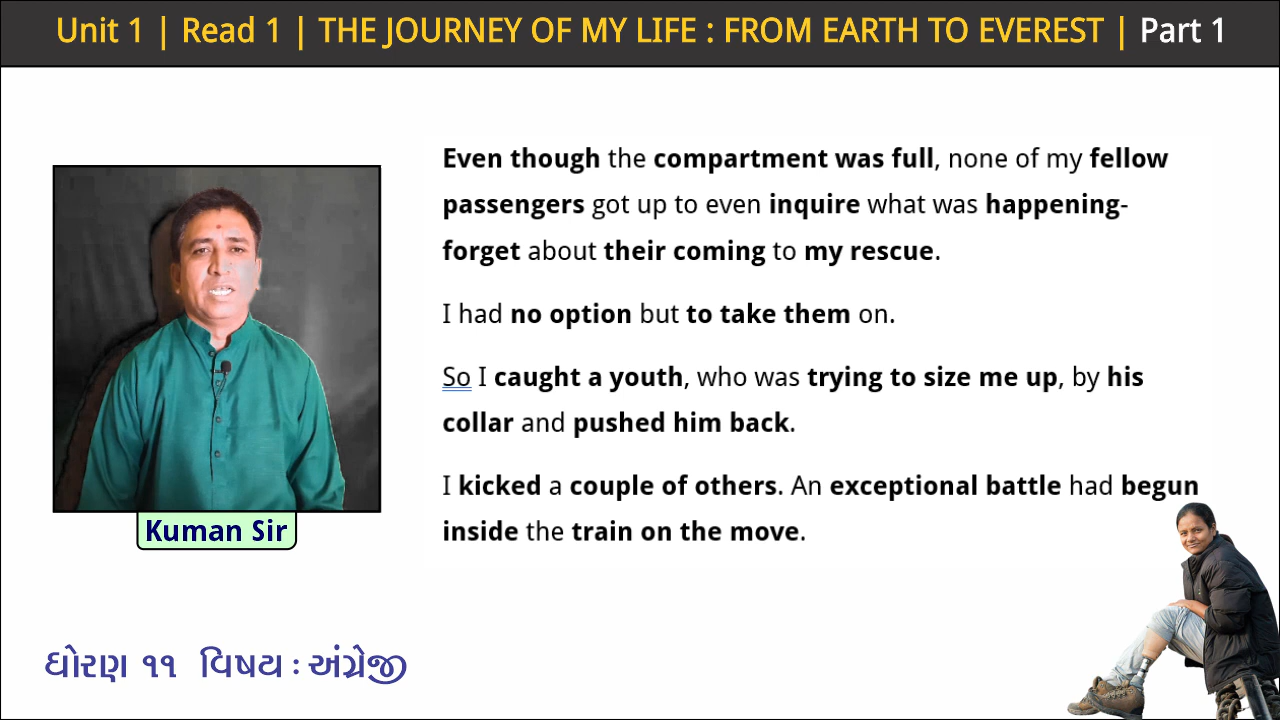 Unit 1 | Read 1 | THE JOURNEY OF MY LIFE : FROM EARTH TO EVEREST | Part 1
Even though the compartment was full, none of my fellow
passengers got up to even inquire what was happening-
forget about their coming to my rescue.
I had no option but to take them on.
So I caught a youth, who was trying to size me up, by his
collar and pushed him back.
I kicked a couple of others. An exceptional battle had begun
inside the train on the move.
Kuman Sir
ધોરણ ૧૧ વિષય : અંગ્રેજી